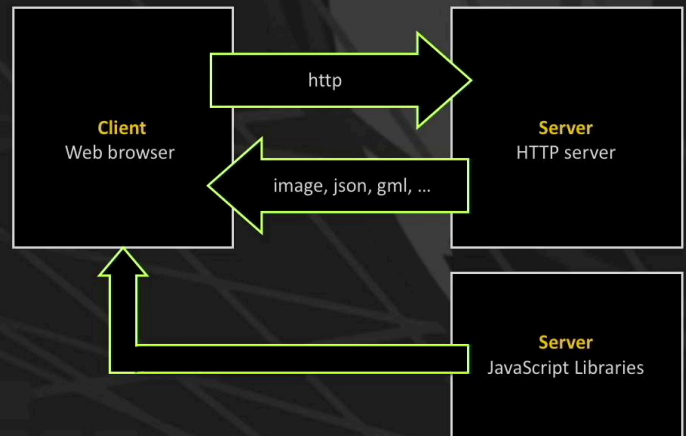 http
Client
Web browser
Server
HTTP server
image, json, gml, ...
Server
JavaScript Libraries